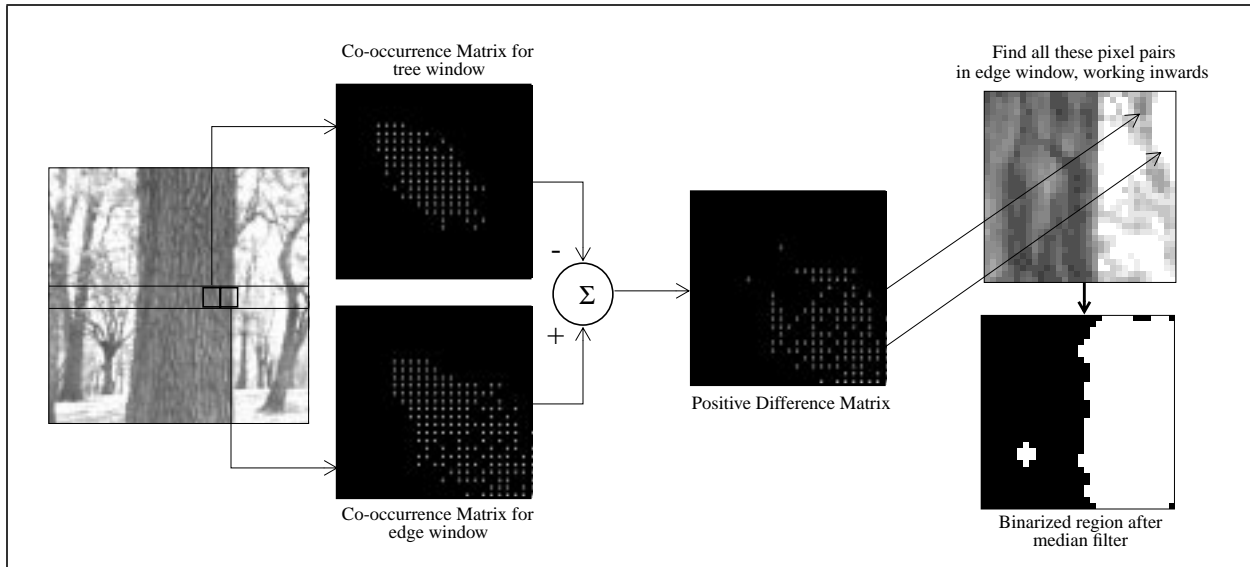 Co-occurrence Matrix for
tree window
Find all these pixel pairs
in edge window, working inwards
-
Σ
+
Positive Difference Matrix
Co-occurrence Matrix for
edge window
Binarized region after
median filter